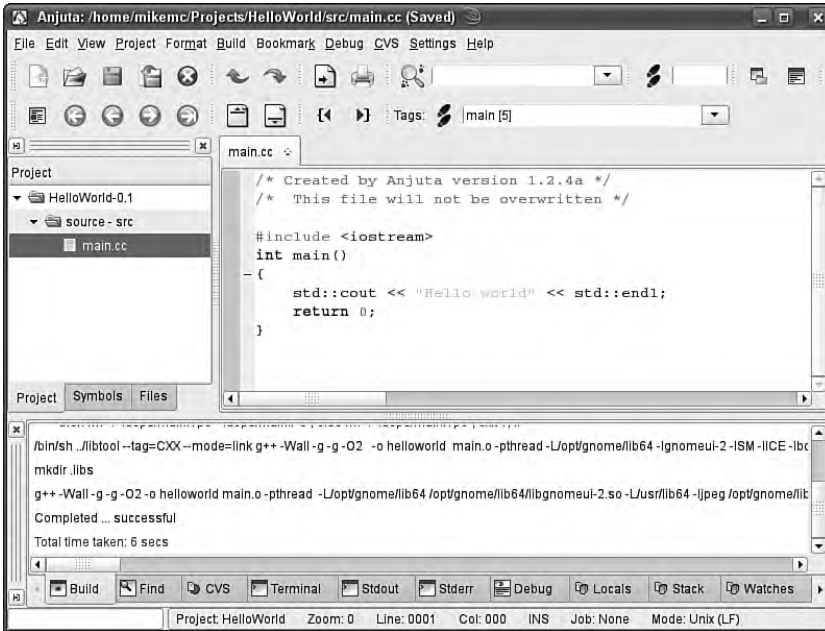 Anjuta: /home/mikemc/Projects/HelloWorld/src/main.cc (Saved)
File Edit View Project Format Build Bookmark Debug CVS Settings Help
Tags: main [5]
Project
HelloWorld-0.1
source - src
main.cc
Project Symbols Files
main.cc
/* Created by Anjuta version 1.2.4a */
/* This file will not be overwritten */
#include <iostream>
int main()
{
std::cout << "Hello world" << std::endl;
return 0;
}
/bin/sh ../libtool --tag=CXX --mode=link g++ -Wall -g -g -O2 -o helloworld main.o -pthread -L/opt/gnome/lib64 -lgnomeui-2 -lSM -lICE
mkdir .libs
g++ -Wall -g -g -O2 -o helloworld main.o -pthread -L/opt/gnome/lib64 /opt/gnome/lib64/libgnomeui-2.so -L/usr/lib64 -ljpeg /opt/gnome/lib
Completed ... successful
Total time taken: 6 secs
Build Find CVS Terminal Stdout Stderr Debug Locals Stack Watches
Project: HelloWorld Zoom: 0 Line: 0001 Col: 000 INS Job: None Mode: Unix (LF)